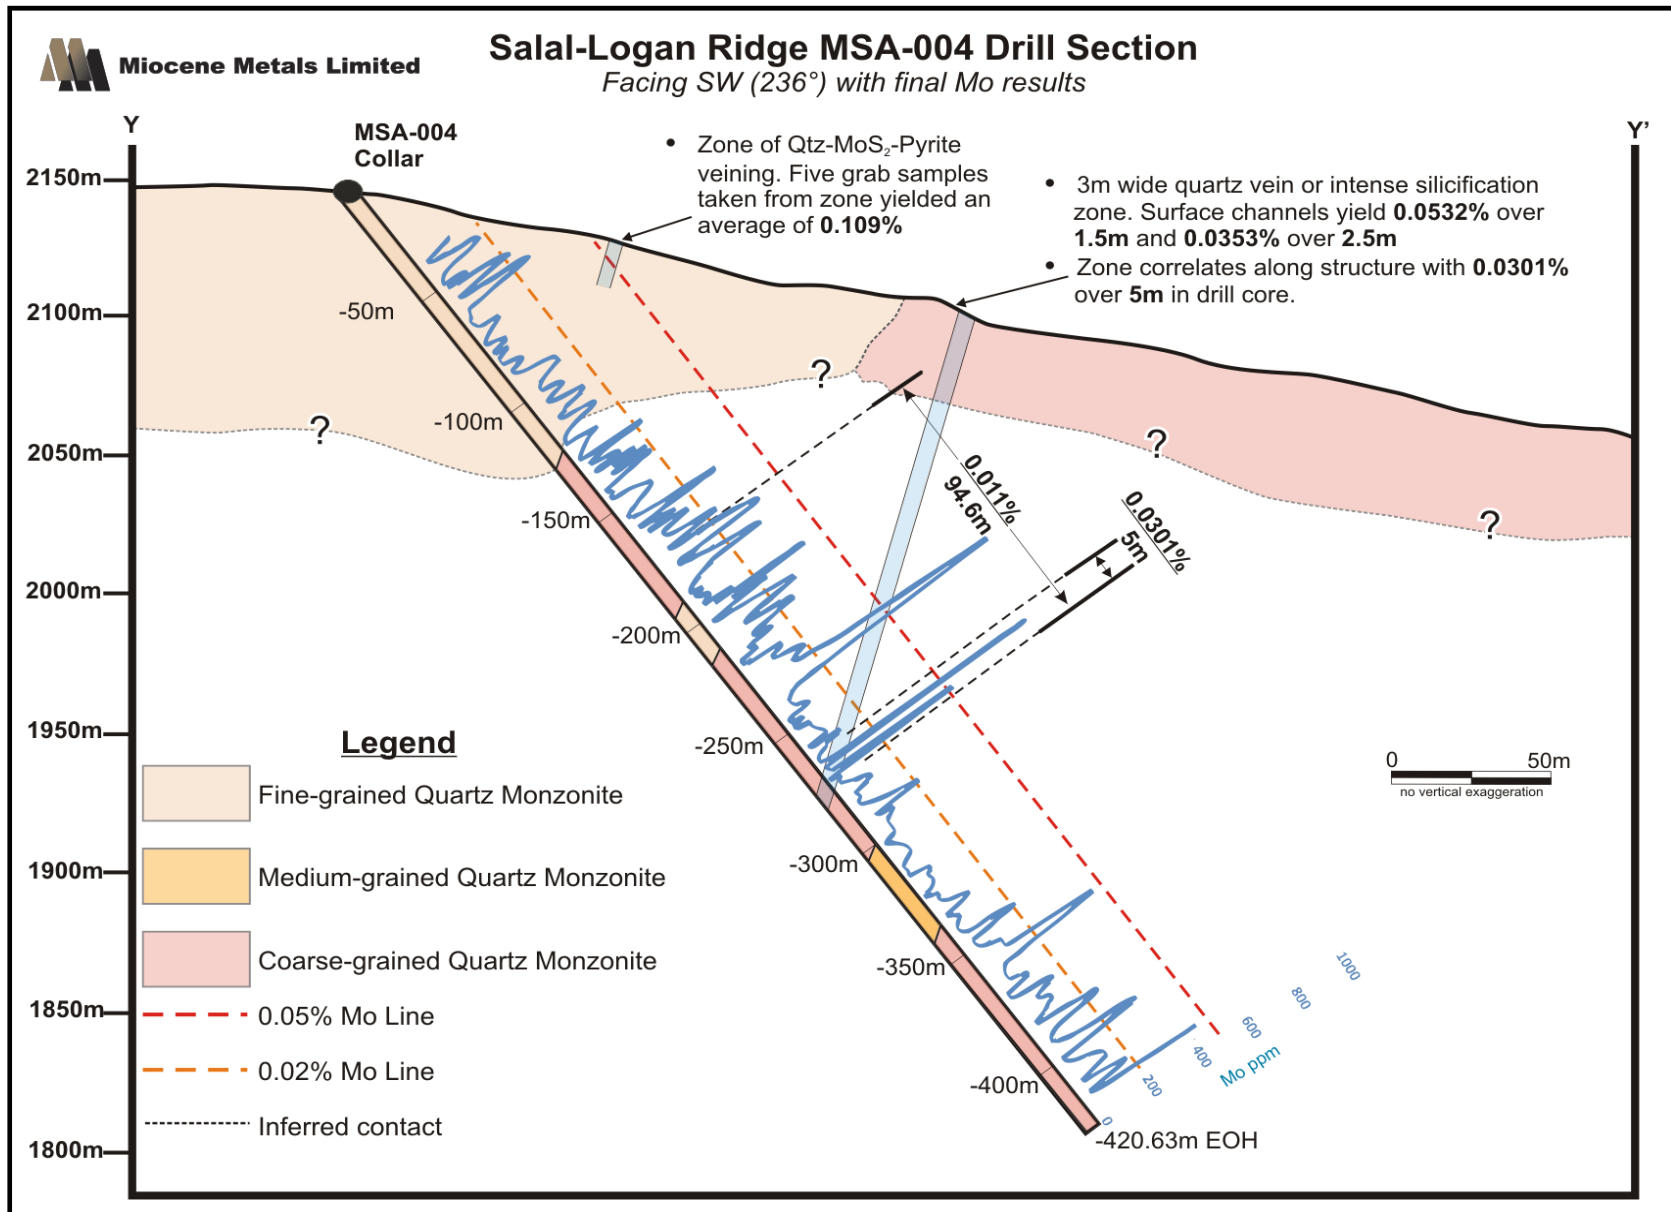 Miocene Metals Limited
Salal-Logan Ridge MSA-004 Drill Section
Facing SW (236°) with final Mo results
Y
Y'
MSA-004
Collar
• Zone of Qtz-MoS₂-Pyrite
veining. Five grab samples
taken from zone yielded an
average of 0.109%
• 3m wide quartz vein or intense silicification
zone. Surface channels yield 0.0532% over
1.5m and 0.0353% over 2.5m
• Zone correlates along structure with 0.0301%
over 5m in drill core.
2150m
2100m
2050m
2000m
1950m
1900m
1850m
1800m
-50m
-100m
-150m
-200m
-250m
-300m
-350m
-400m
-420.63m EOH
?
?
?
?
0.011%
94.6m
0.0301%
5m
Legend
Fine-grained Quartz Monzonite
Medium-grained Quartz Monzonite
Coarse-grained Quartz Monzonite
0.05% Mo Line
0.02% Mo Line
Inferred contact
0 50m
no vertical exaggeration
0
200
400
600
800
1000
Mo ppm